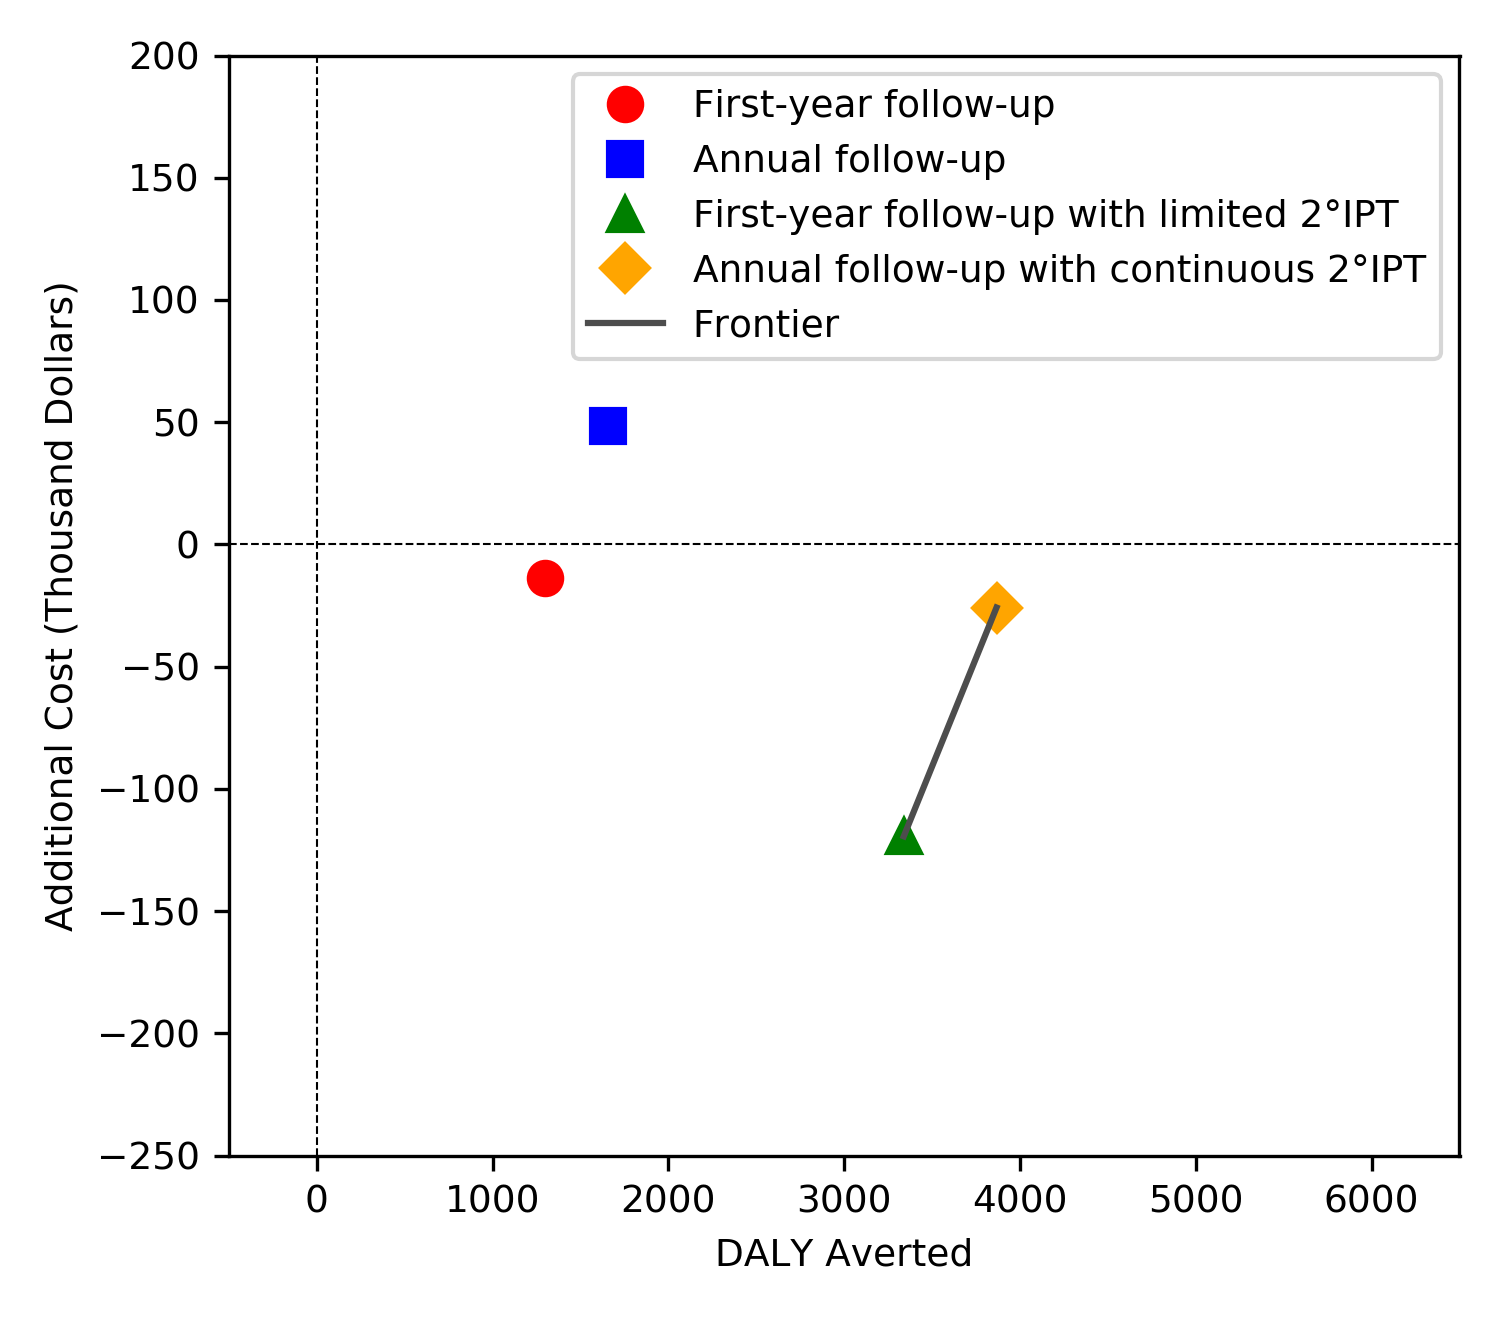 200
150
100
50
0
−50
−100
−150
−200
−250
Additional Cost (Thousand Dollars)
First-year follow-up
Annual follow-up
First-year follow-up with limited 2°IPT
Annual follow-up with continuous 2°IPT
Frontier
0 1000 2000 3000 4000 5000 6000
DALY Averted